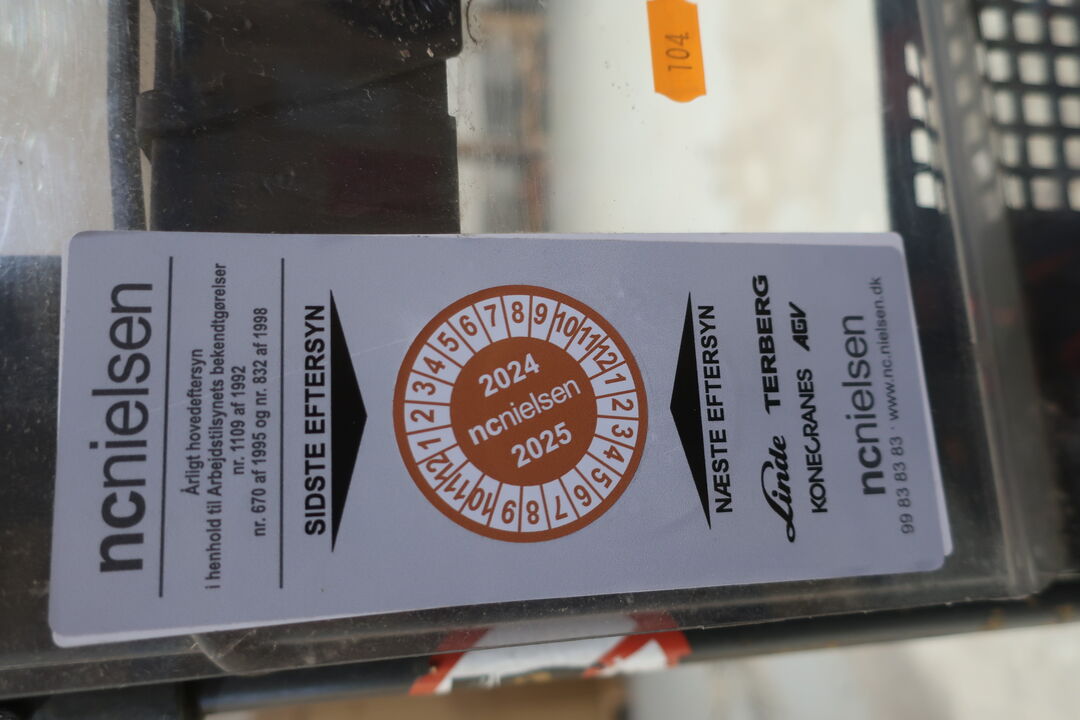 104
ncnielsen
Årligt hovedeftersyn
i henhold til Arbejdstilsynets bekendtgørelser
nr. 1109 af 1992
nr. 670 af 1995 og nr. 832 af 1998
SIDSTE EFTERSYN
1 2 3 4 5 6 7 8 9 10 11 12
1 2 3 4 5 6 7 8 9 10 11 12
2024
ncnielsen
2025
NÆSTE EFTERSYN
Linde TERBERG
KONECRANES AGV
ncnielsen
99 83 83 83 · www.nc.nielsen.dk